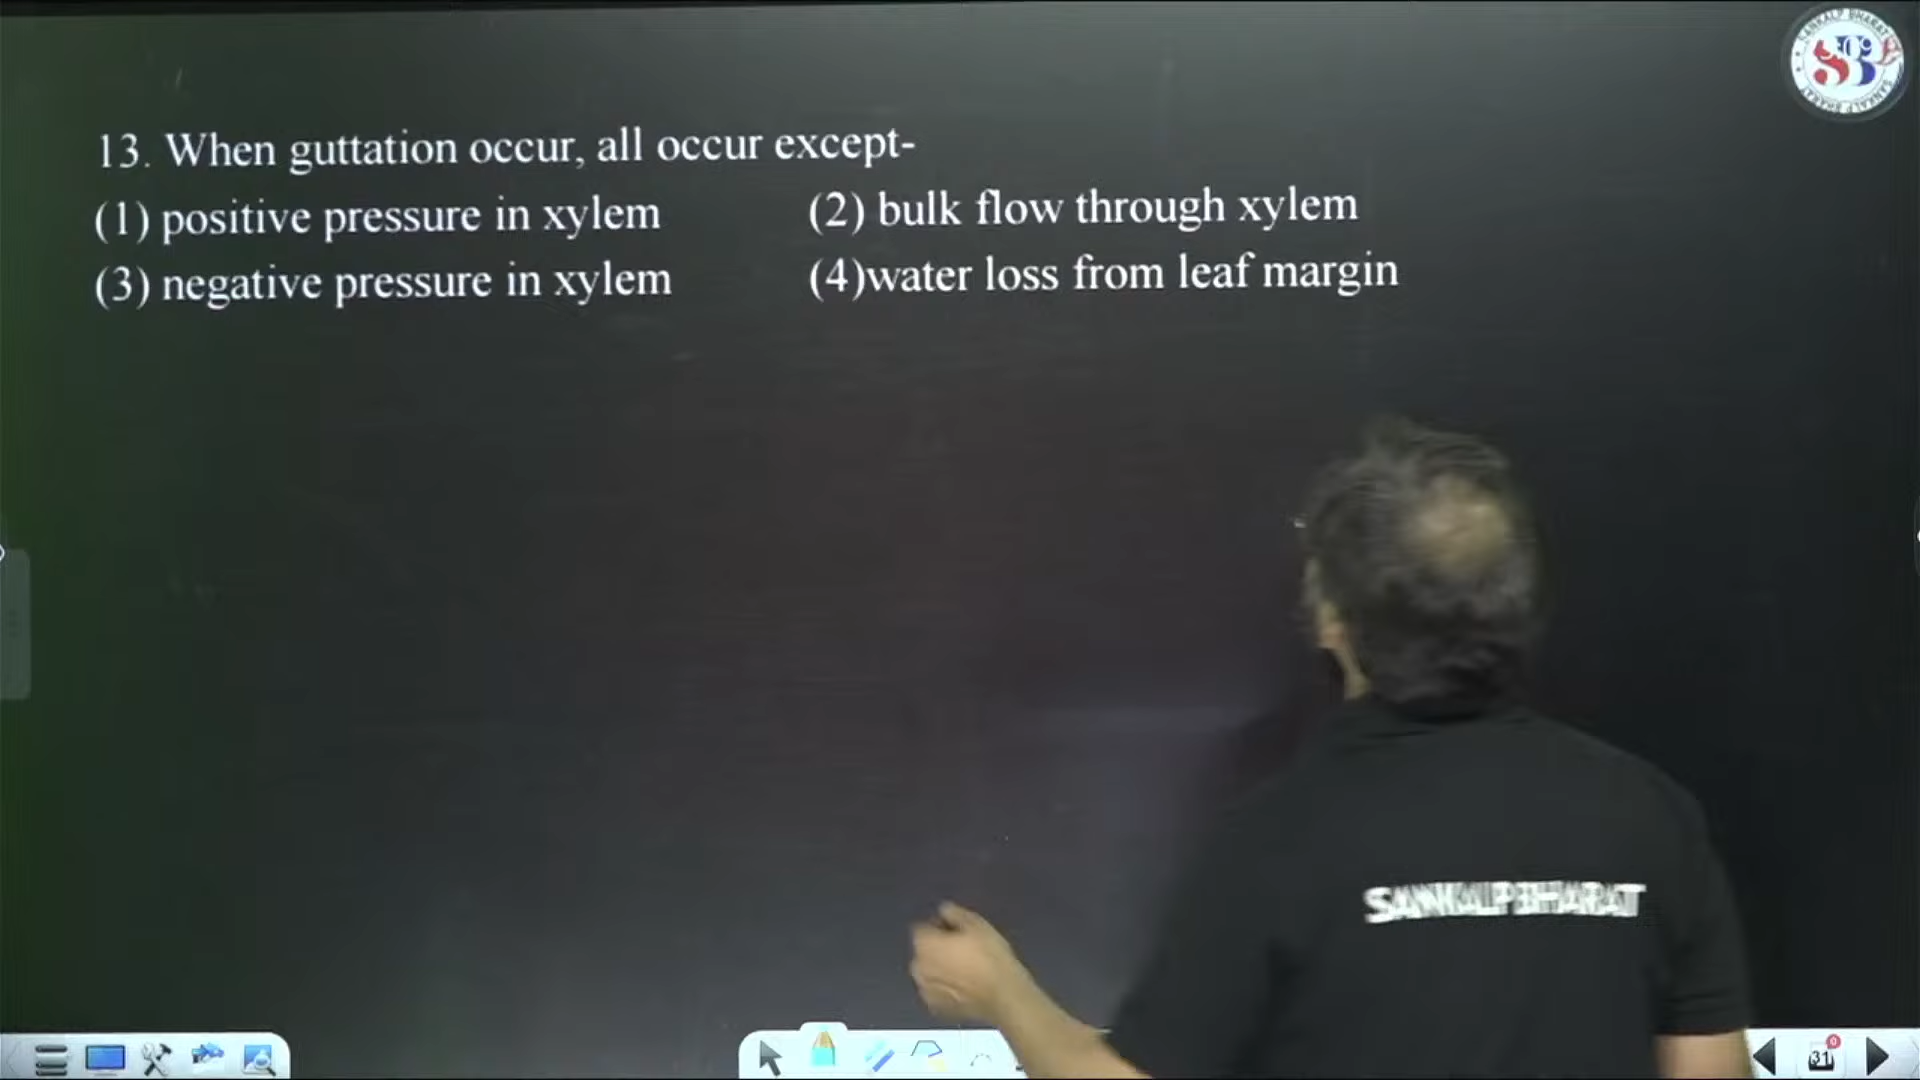 13. When guttation occur, all occur except-
(1) positive pressure in xylem (2) bulk flow through xylem
(3) negative pressure in xylem (4)water loss from leaf margin
SANKALP BHARAT
SANKALPBHARAT
31